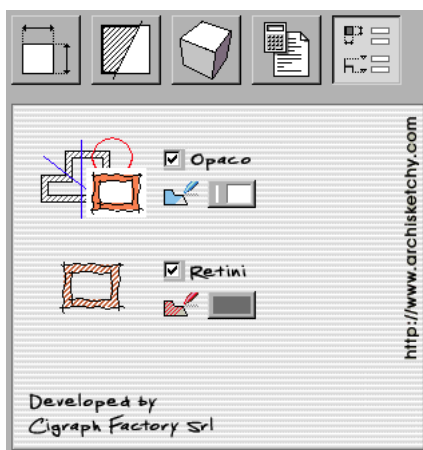 Opaco
Retini
http://www.archisketchy.com
Developed by
Cigraph Factory Srl